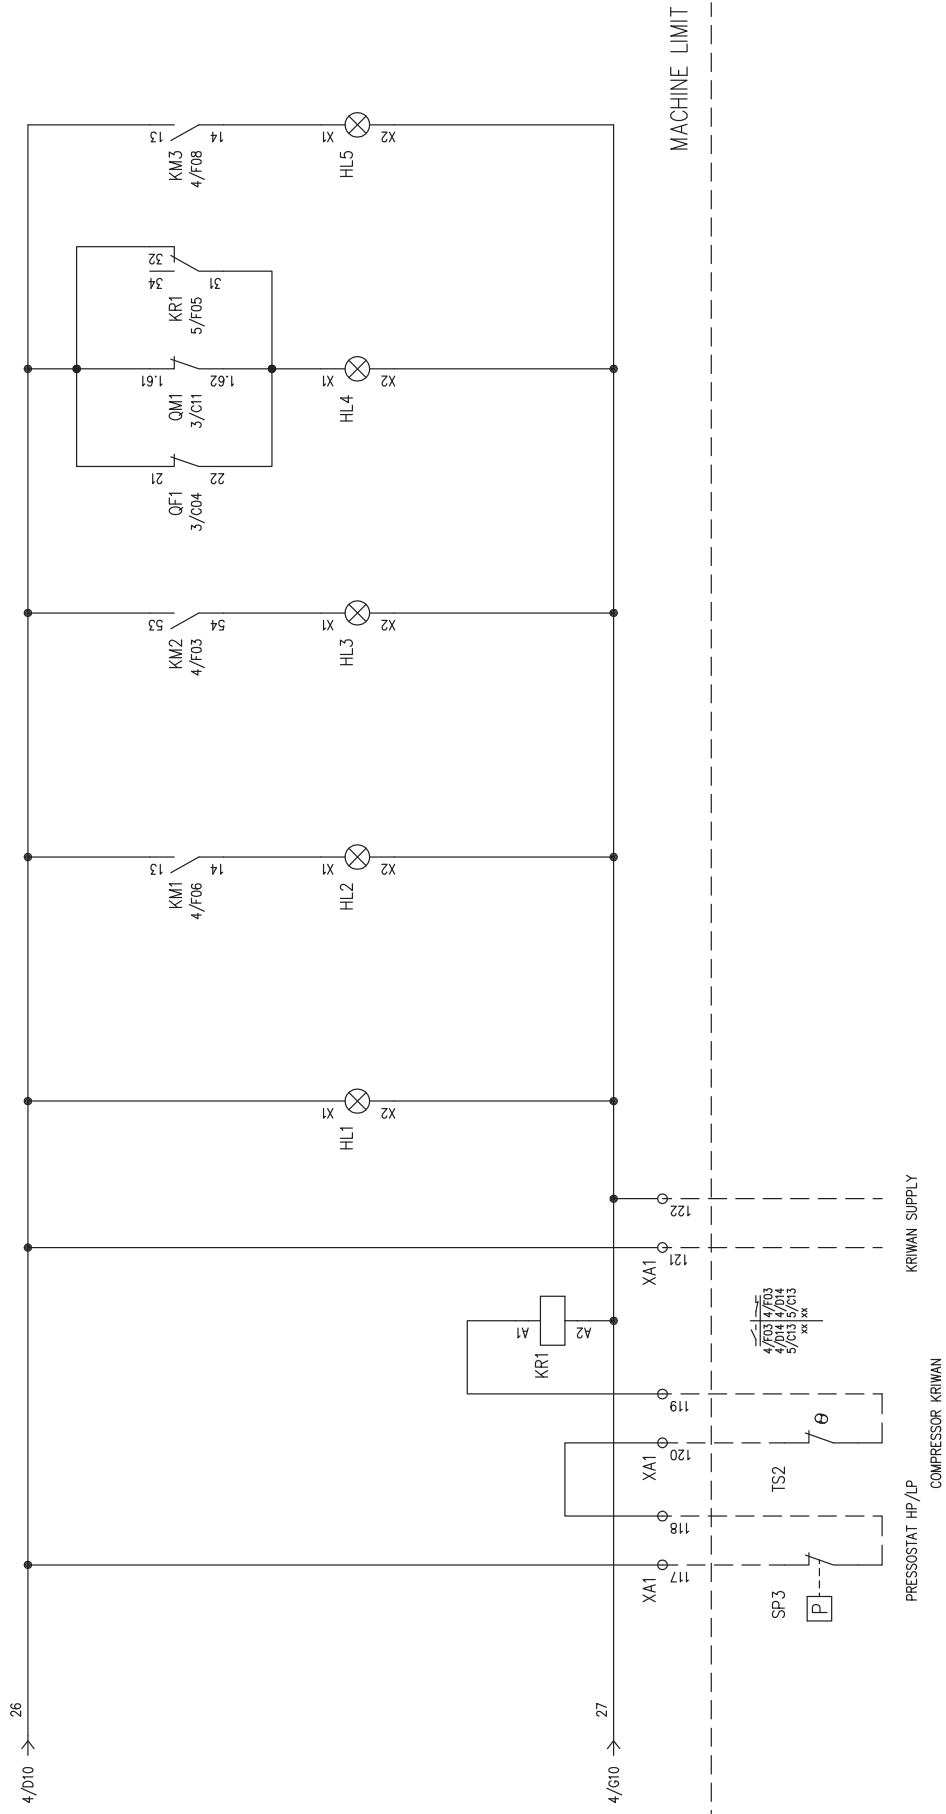 4/D10
26
4/G10
27
XA1
117
118
SP3
P
PRESSOSTAT HP/LP
XA1
120
119
TS2
θ
COMPRESSOR KRIWAN
KR1
A1
A2
4/F03 4/F03
4/D14 4/D14
5/C13 5/C13
xx xx
XA1
121
122
KRIWAN SUPPLY
HL1
X1
X2
KM1
4/F06
13
14
HL2
X1
X2
KM2
4/F03
53
54
HL3
X1
X2
QF1
3/C04
21
22
QM1
3/C11
1.61
1.62
KR1
5/F05
34
32
31
HL4
X1
X2
KM3
4/F08
13
14
HL5
X1
X2
MACHINE LIMIT